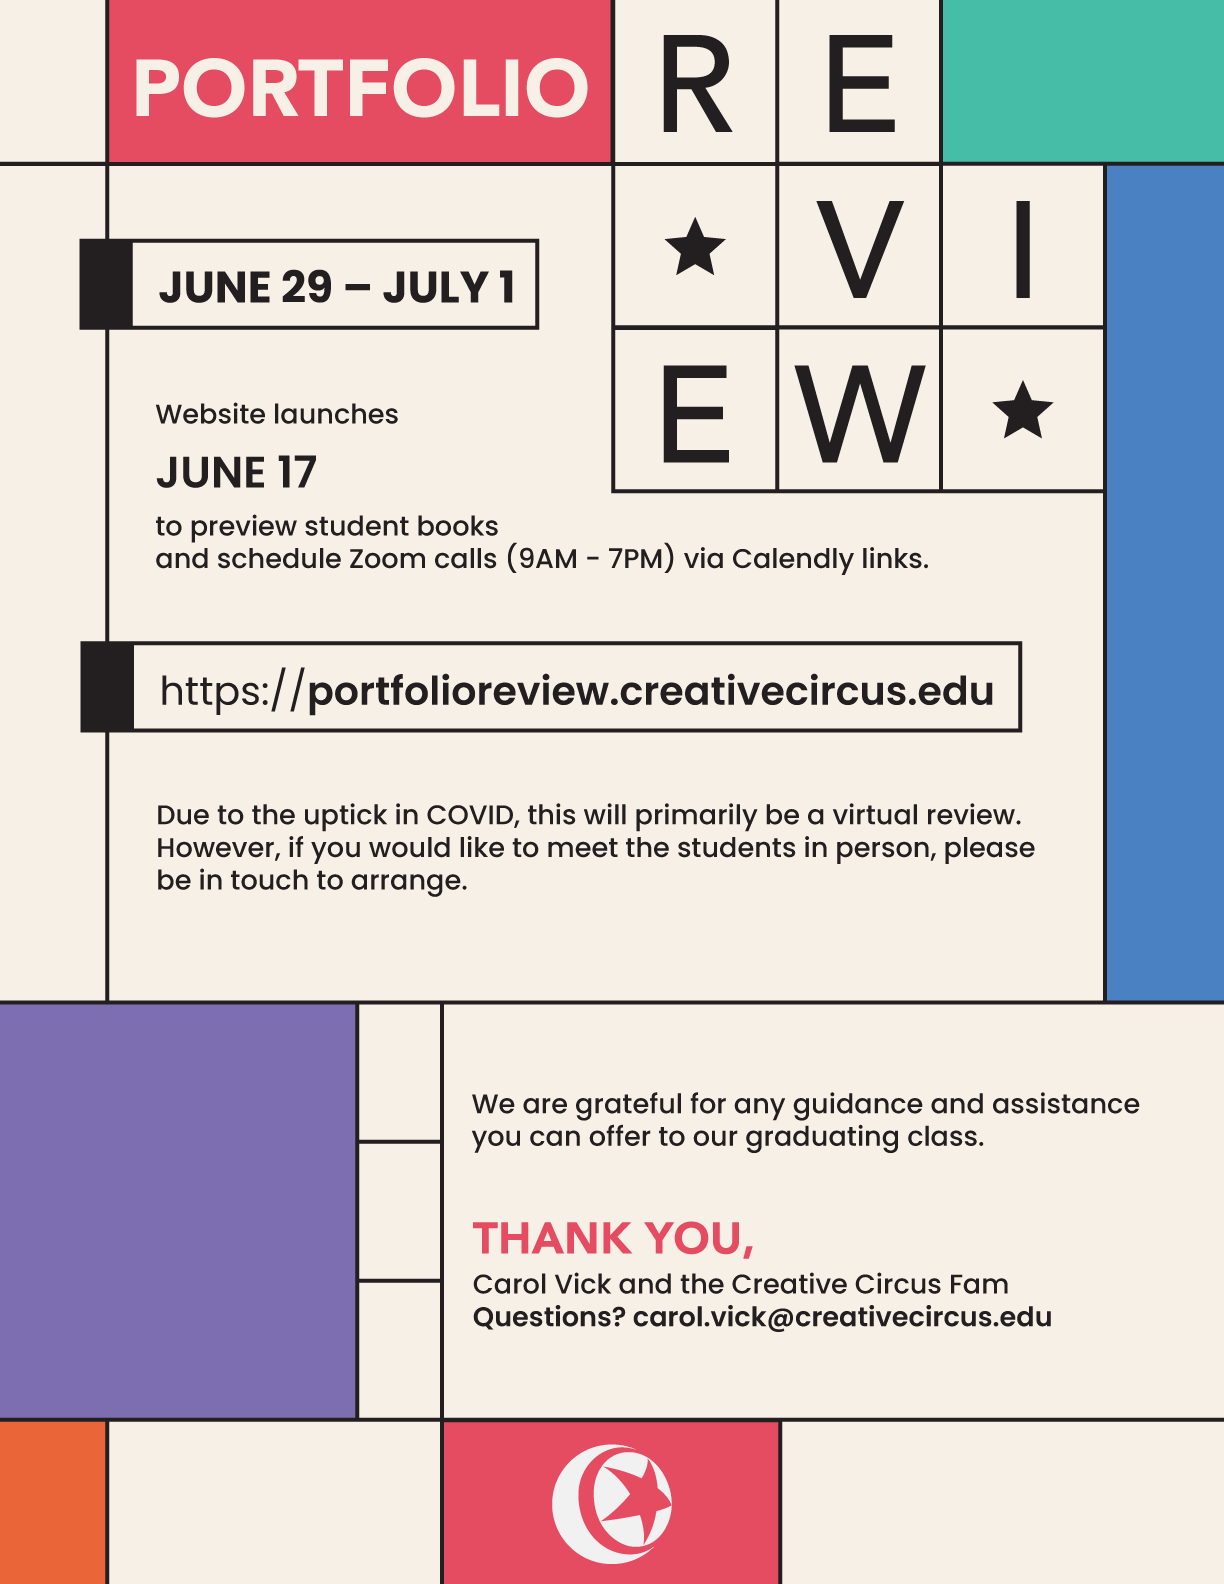 PORTFOLIO
R E
★ V I
E W ★
JUNE 29 – JULY 1
Website launches
JUNE 17
to preview student books
and schedule Zoom calls (9AM - 7PM) via Calendly links.
https://portfolioreview.creativecircus.edu
Due to the uptick in COVID, this will primarily be a virtual review.
However, if you would like to meet the students in person, please
be in touch to arrange.
We are grateful for any guidance and assistance
you can offer to our graduating class.
THANK YOU,
Carol Vick and the Creative Circus Fam
Questions? carol.vick@creativecircus.edu